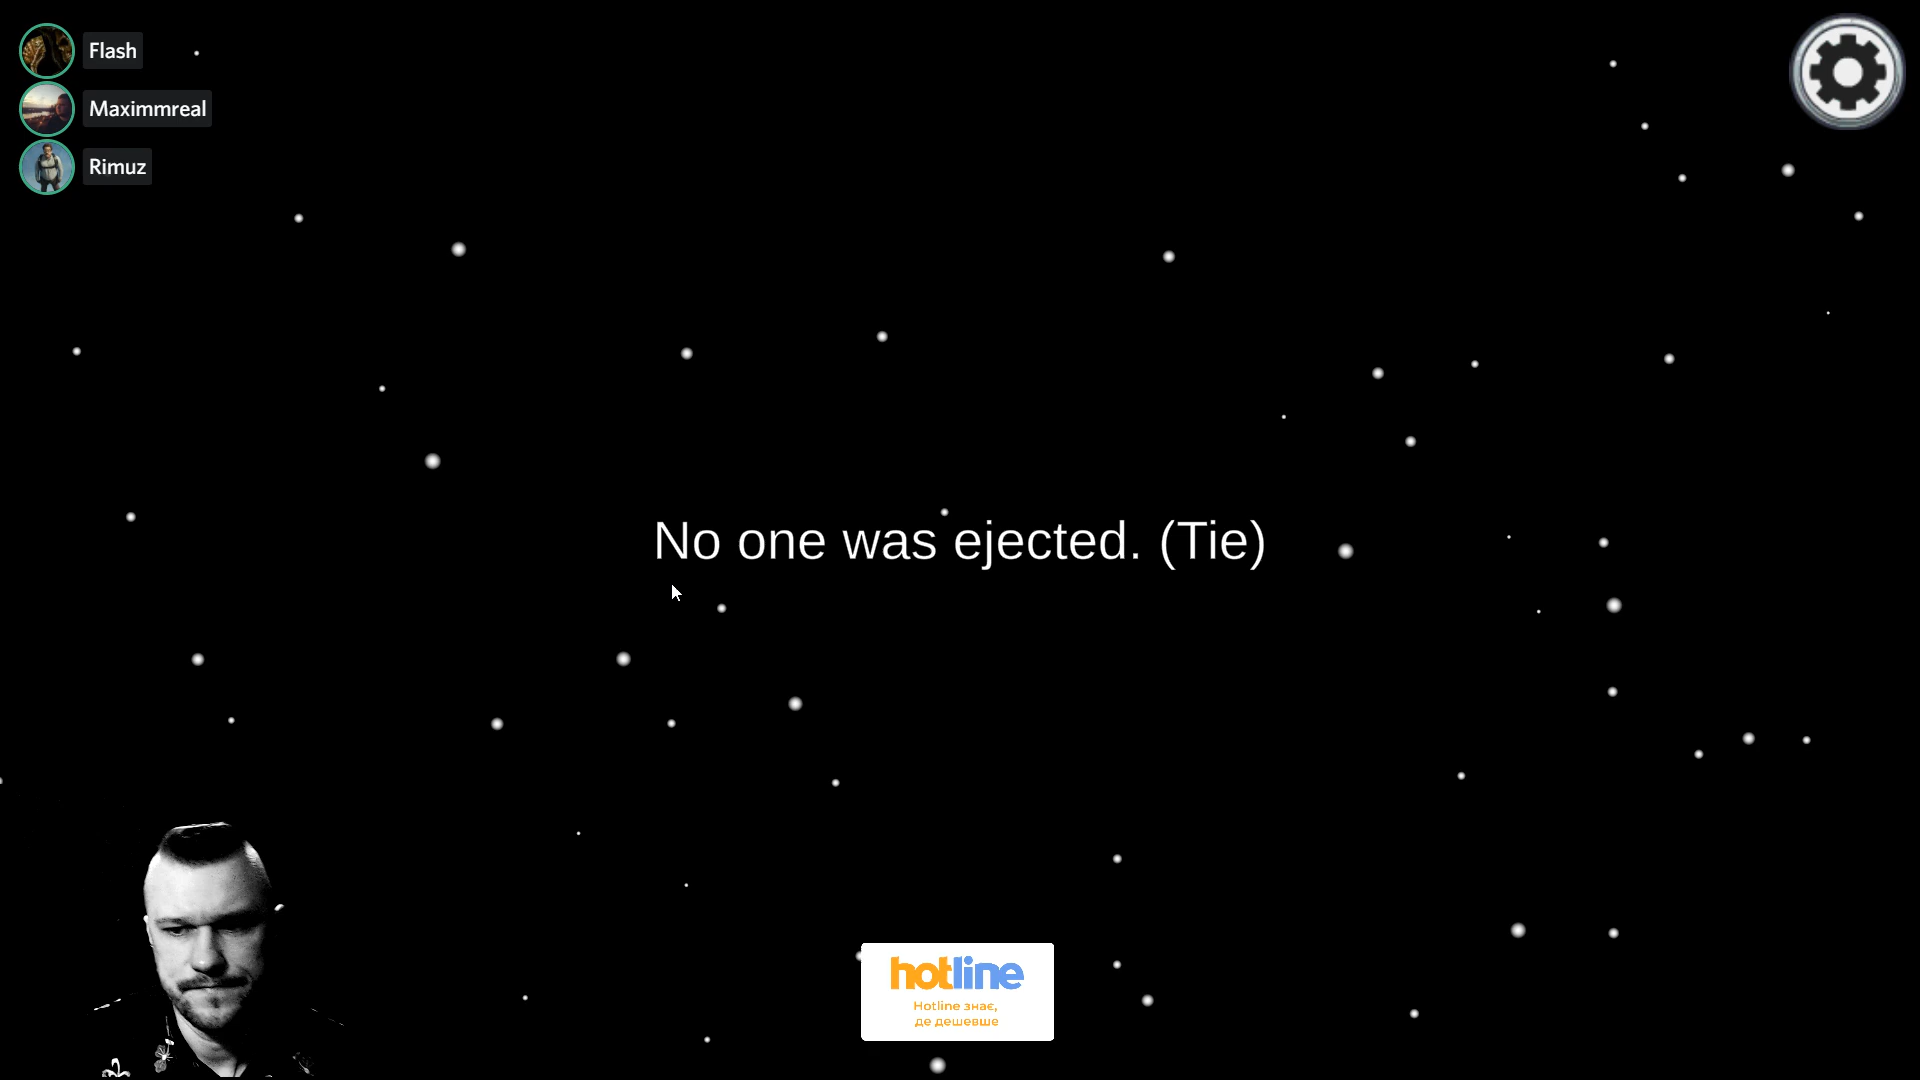 Flash
Maximmreal
Rimuz
No one was ejected. (Tie)
hotline
Hotline знає,
де дешевше